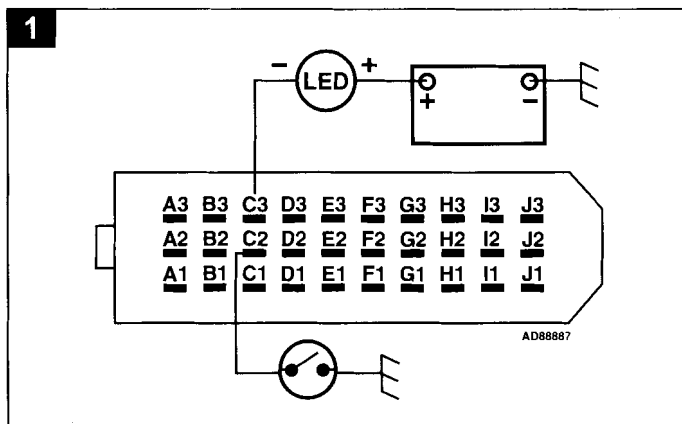 1
− LED +
+ −
A3 B3 C3 D3 E3 F3 G3 H3 I3 J3
A2 B2 C2 D2 E2 F2 G2 H2 I2 J2
A1 B1 C1 D1 E1 F1 G1 H1 I1 J1
AD88887